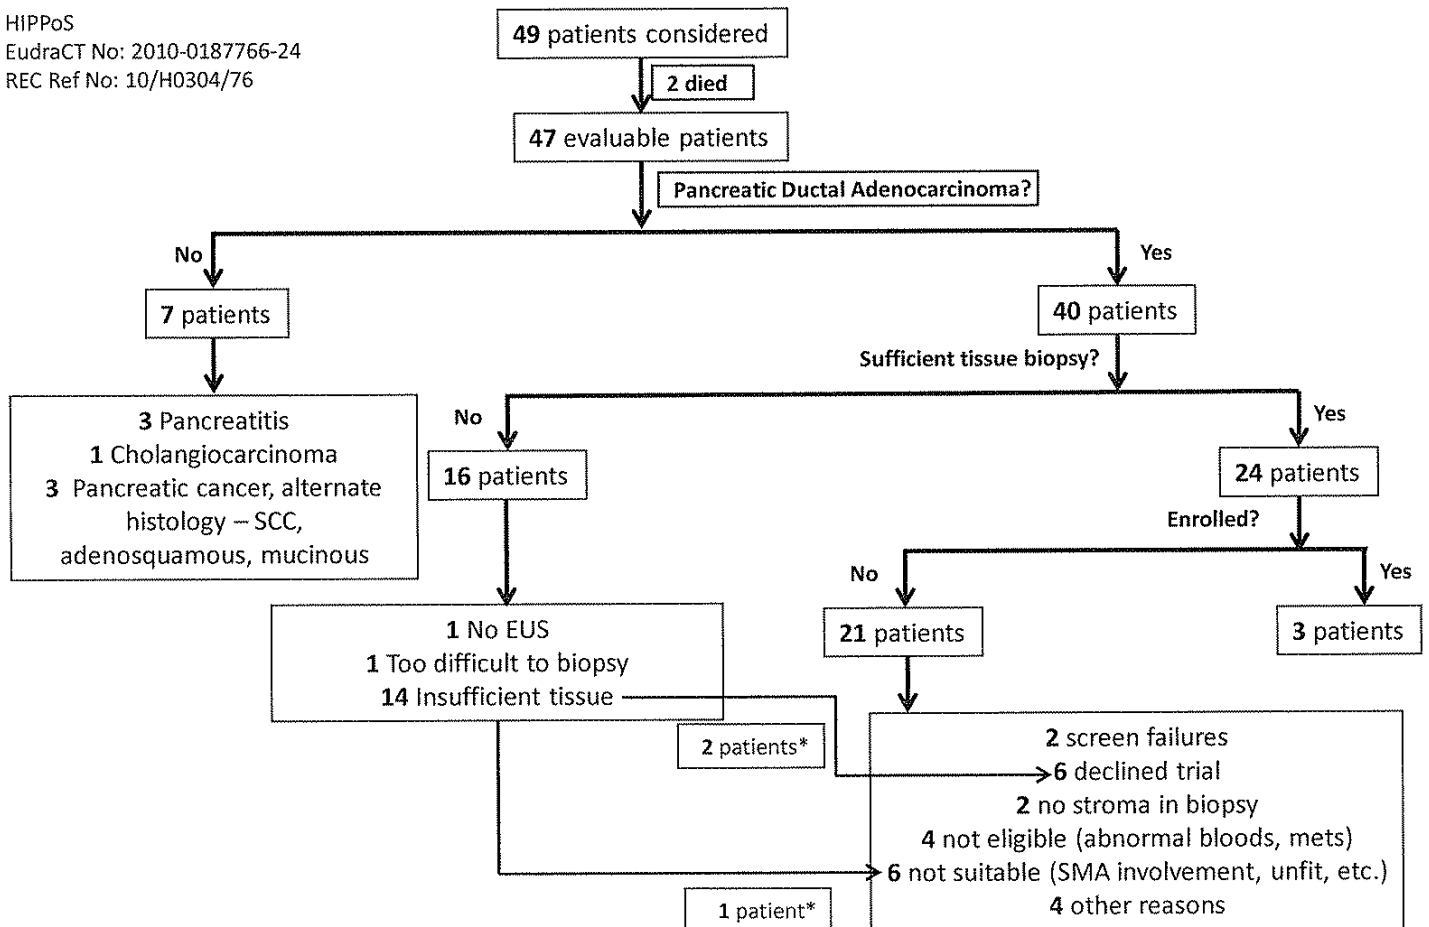 HIPPoS
EudraCT No: 2010-0187766-24
REC Ref No: 10/H0304/76
49 patients considered
2 died
47 evaluable patients
Pancreatic Ductal Adenocarcinoma?
No
Yes
7 patients
40 patients
Sufficient tissue biopsy?
3 Pancreatitis
1 Cholangiocarcinoma
3 Pancreatic cancer, alternate
histology – SCC,
adenosquamous, mucinous
No
Yes
16 patients
24 patients
Enrolled?
No
Yes
21 patients
3 patients
1 No EUS
1 Too difficult to biopsy
14 Insufficient tissue
2 patients*
2 screen failures
6 declined trial
2 no stroma in biopsy
4 not eligible (abnormal bloods, mets)
6 not suitable (SMA involvement, unfit, etc.)
4 other reasons
1 patient*